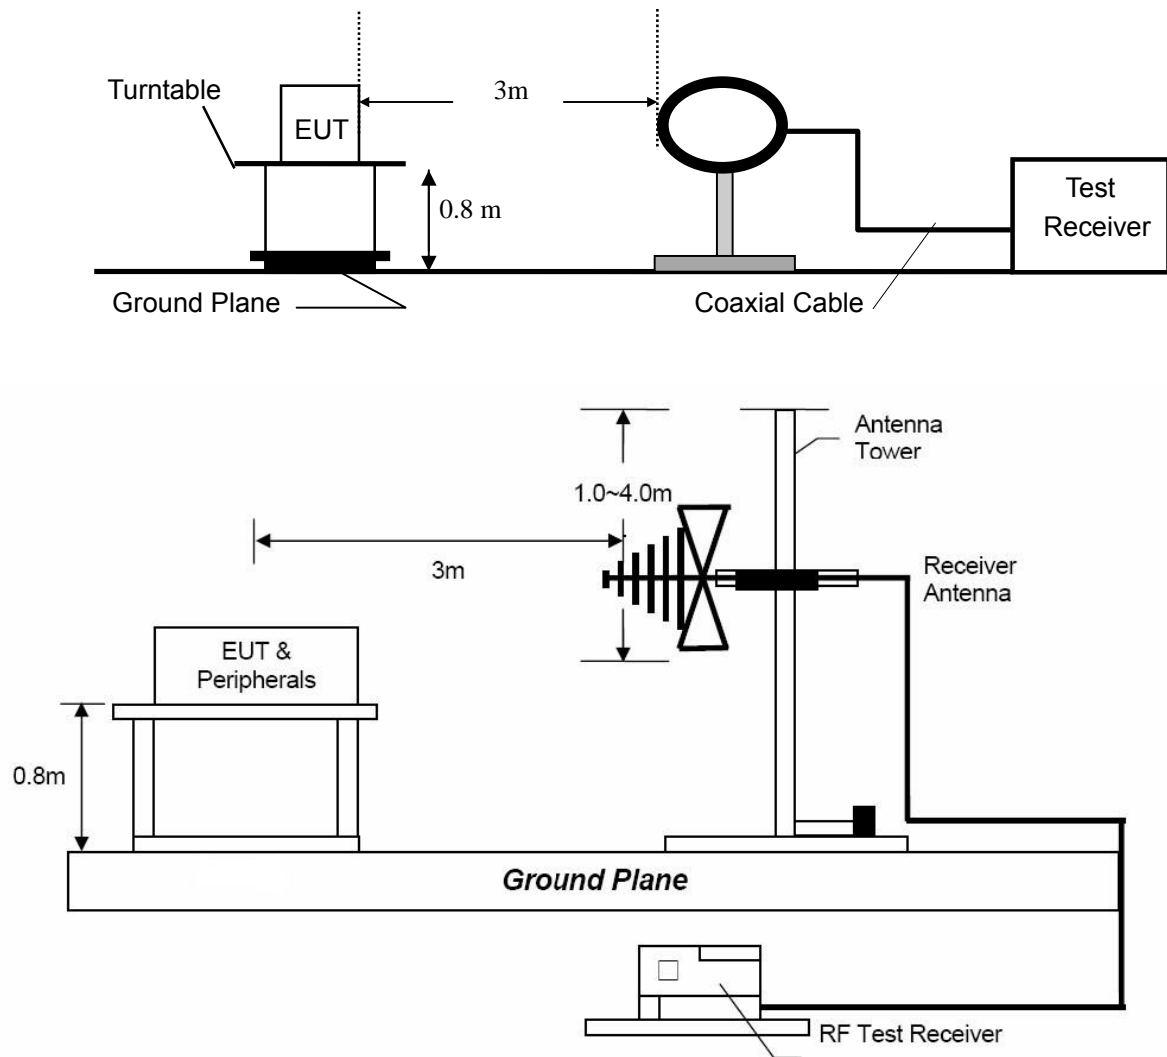 Turntable
3m
EUT
0.8 m
Test
Receiver
Ground Plane
Coaxial Cable
Antenna
Tower
1.0~4.0m
3m
Receiver
Antenna
EUT &
Peripherals
0.8m
Ground Plane
RF Test Receiver